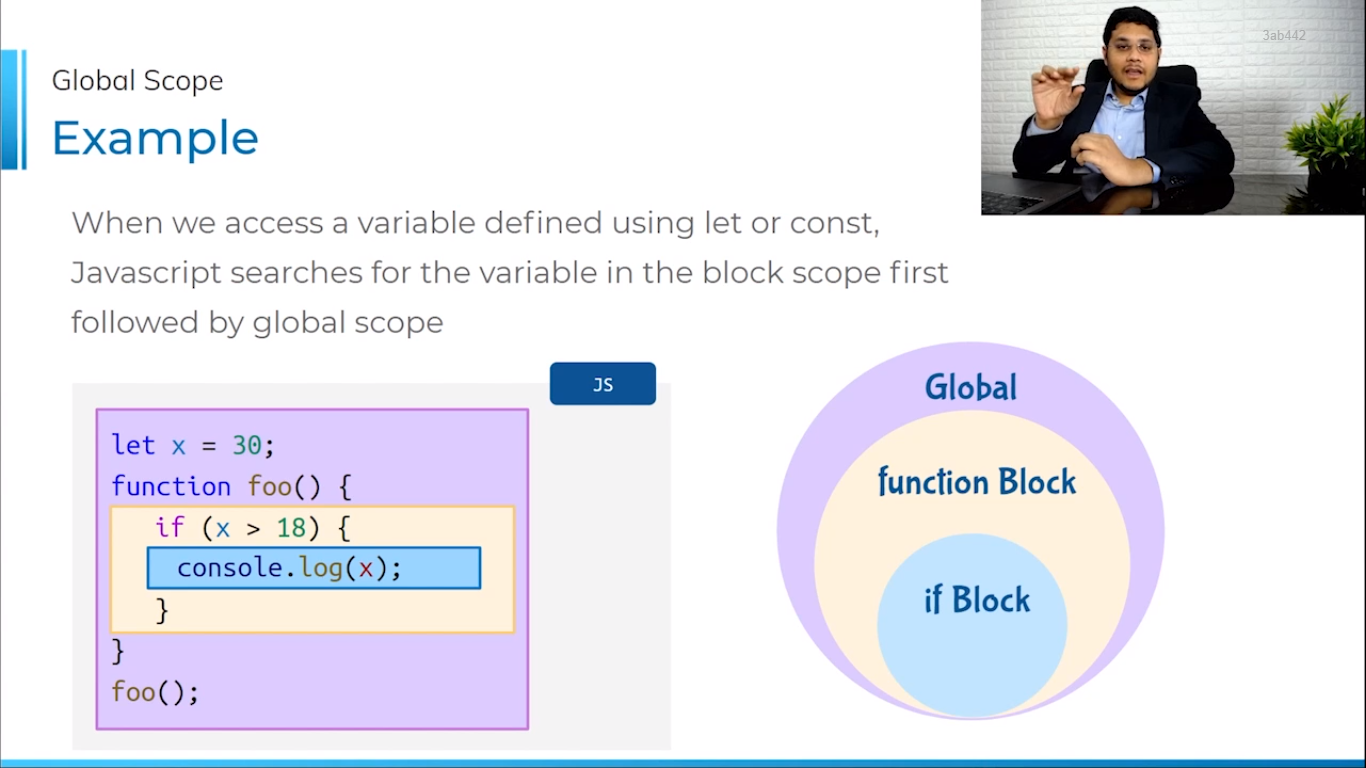 3ab442
Global Scope
Example
When we access a variable defined using let or const,
Javascript searches for the variable in the block scope first
followed by global scope
JS
let x = 30;
function foo() {
if (x > 18) {
console.log(x);
}
}
foo();
Global
function Block
if Block